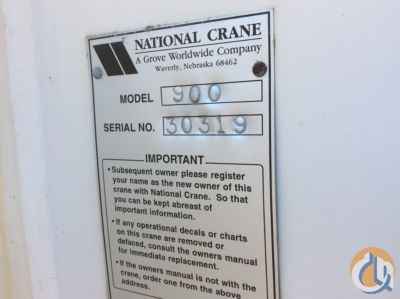 NATIONAL CRANE
A Grove Worldwide Company
Waverly, Nebraska 68462
MODEL 900
SERIAL NO. 30319
IMPORTANT
• Subsequent owner please register
your name as the new owner of this
crane with National Crane. So that
you can be kept abreast of
important information.
• If any operational decals or charts
on this crane are removed or
defaced, consult the owners manual
for immediate replacement.
• If the owners manual is not with the
crane, order one from the above
address.